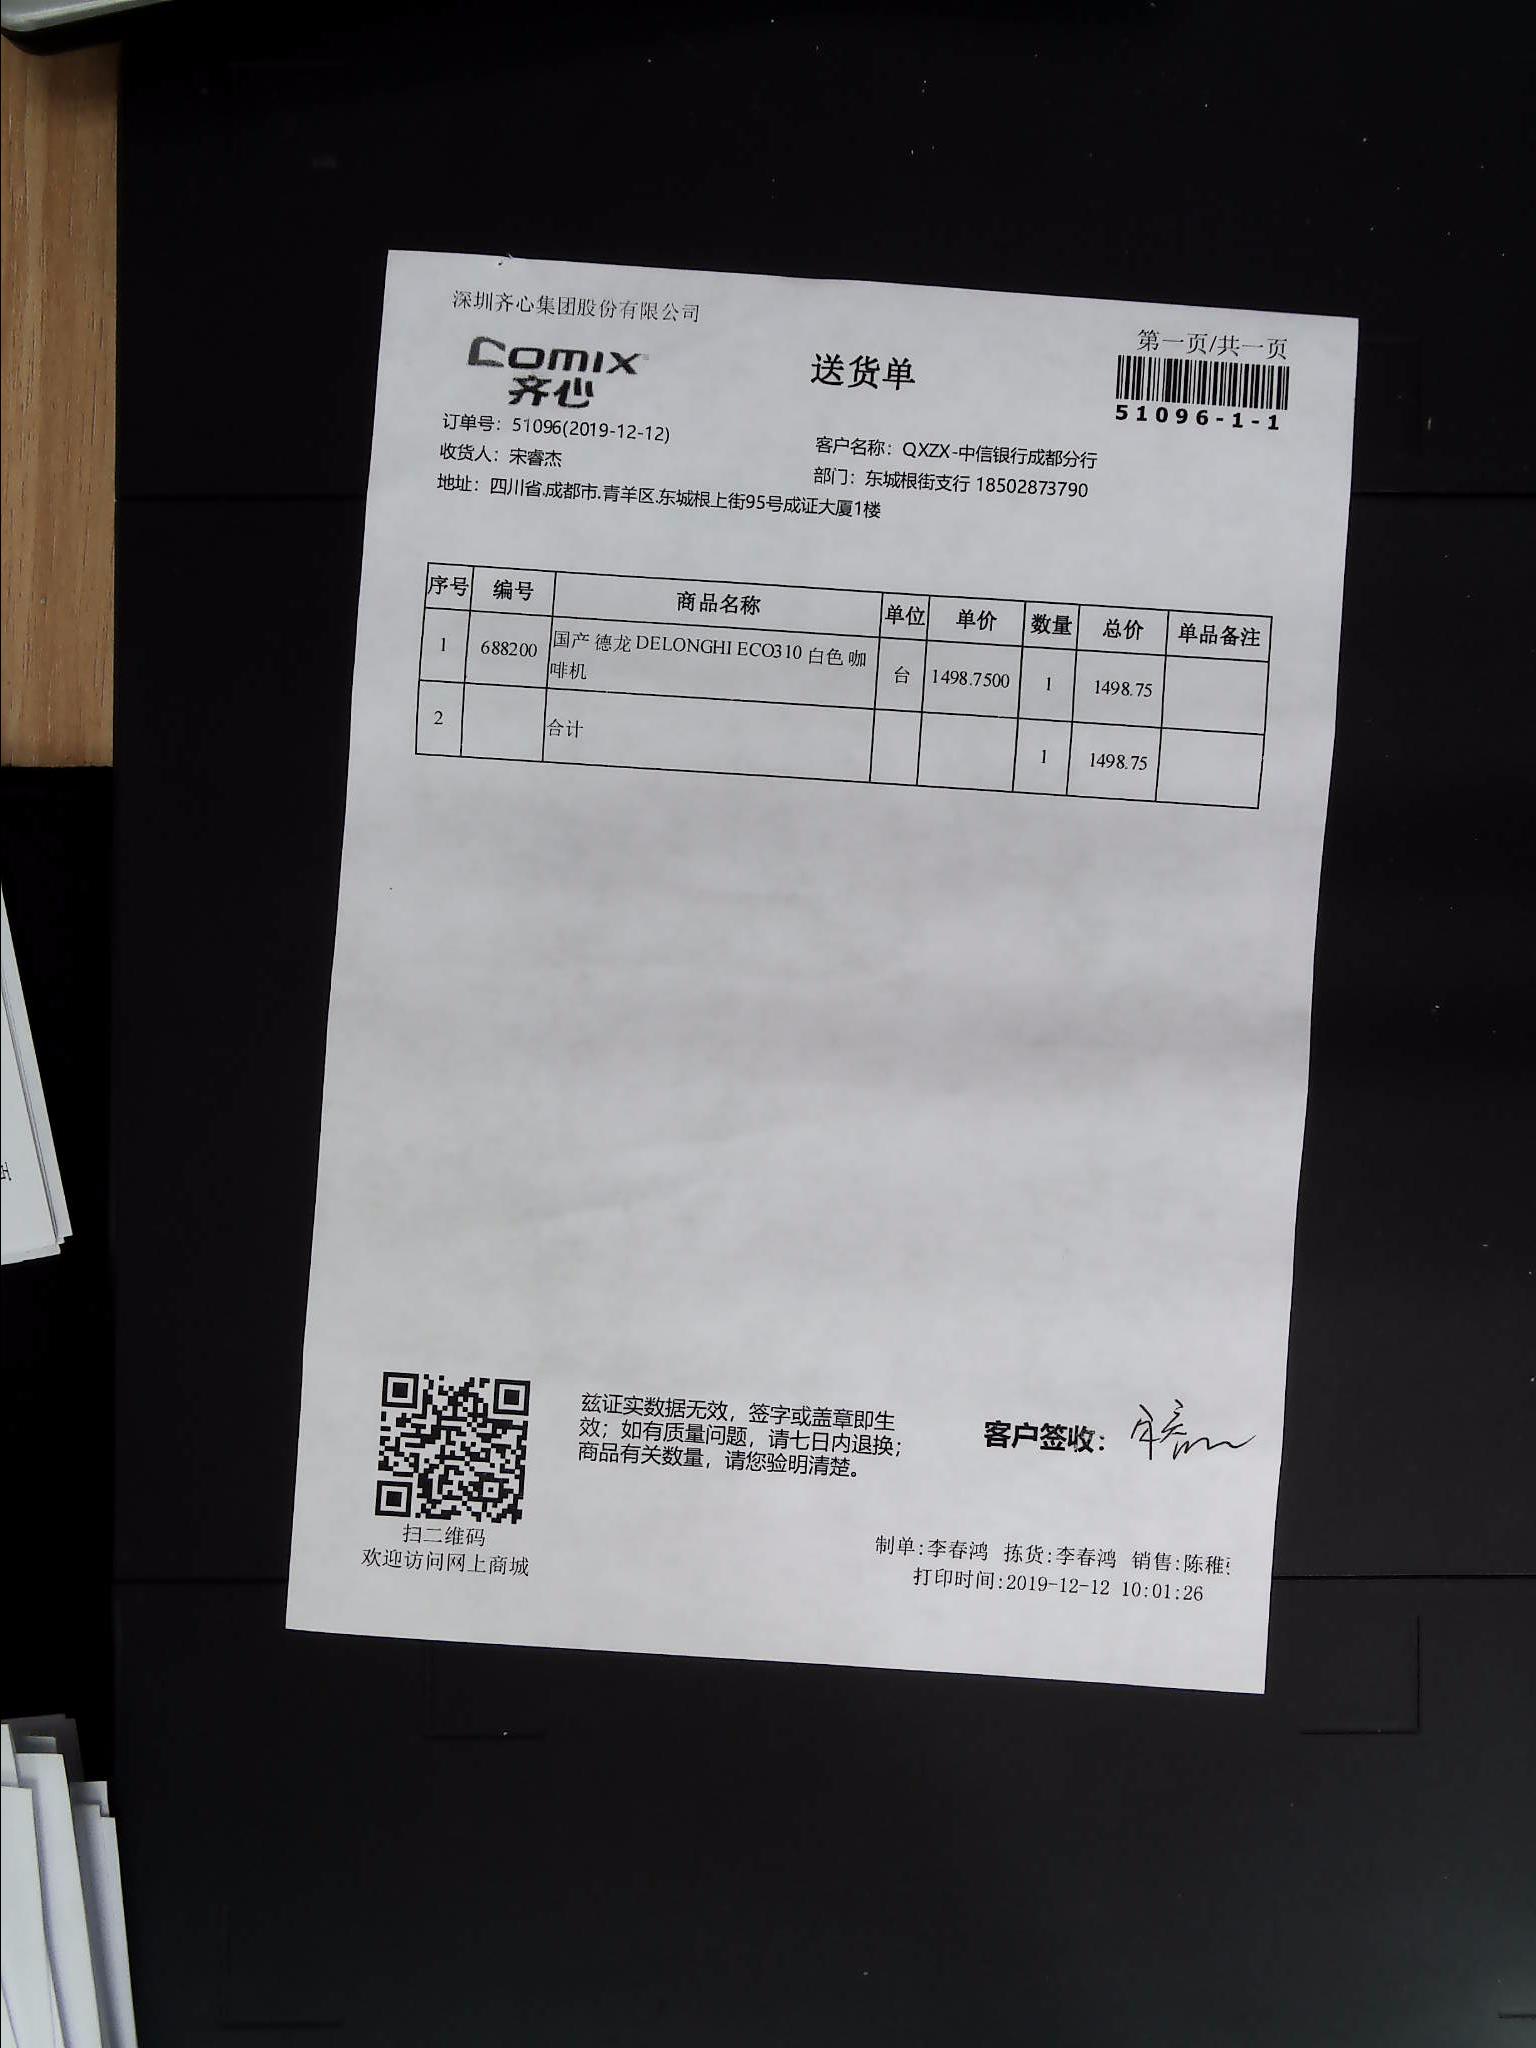 深圳齐心集团股份有限公司
第一页/共一页
comix
齐心
送货单
51096-1-1
订单号：51096(2019-12-12)
客户名称：QXZX-中信银行成都分行
收货人：宋睿杰
部门：东城根街支行 18502873790
地址：四川省.成都市.青羊区.东城根上街95号成证大厦1楼
序号 编号 商品名称 单位 单价 数量 总价 单品备注
1 688200 国产 德龙 DELONGHI ECO310 白色 咖 台 1498.7500 1 1498.75
啡机
2 合计 1 1498.75
兹证实数据无效，签字或盖章即生
效；如有质量问题，请七日内退换；
商品有关数量，请您验明清楚。
客户签收：
扫二维码
欢迎访问网上商城
制单:李春鸿 拣货:李春鸿 销售:陈稚
打印时间:2019-12-12 10:01:26